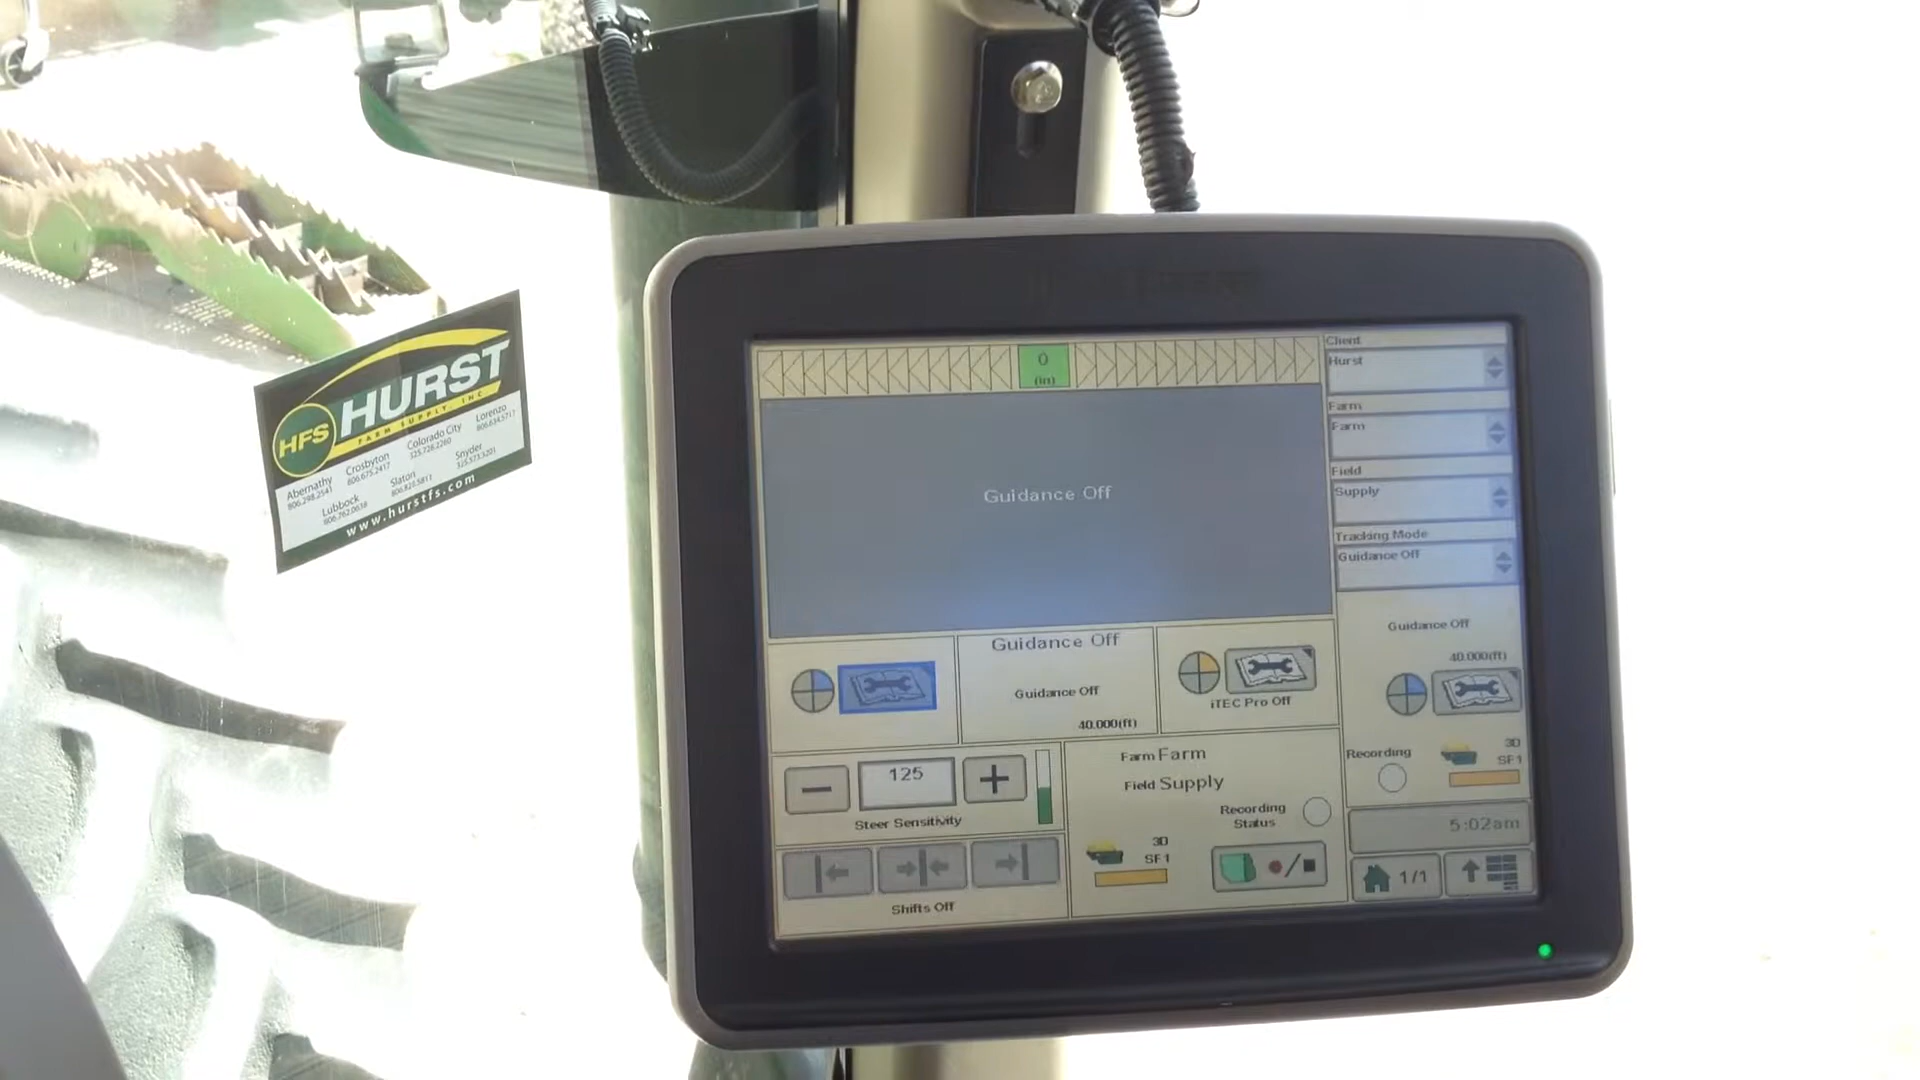 HURST
FARM SUPPLY, INC
HFS
Abernathy
806.298.2541
Crosbyton
806.675.2417
Colorado City
325.728.2260
Lorenzo
806.634.5717
Lubbock
806.762.0638
Slaton
806.828.5811
Snyder
325.573.3201
www.hurstfs.com
0
(in)
Guidance Off
Client
Hurst
Farm
Farm
Field
Supply
Tracking Mode
Guidance Off
Guidance Off
40.000(ft)
Guidance Off
Guidance Off
40.000(ft)
iTEC Pro Off
125
Steer Sensitivity
Shifts Off
Farm Farm
Field Supply
Recording
Status
3D
SF1
Recording
3D
SF1
5:02am
1/1